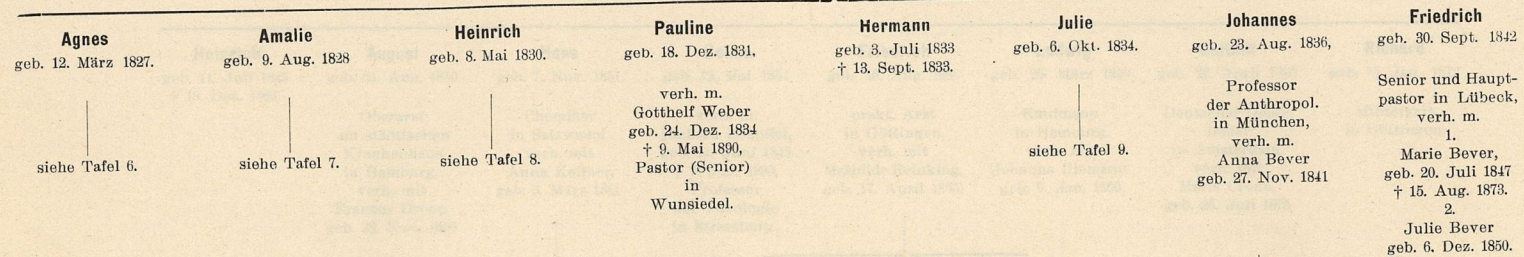 Agnes
geb. 12. März 1827.
siehe Tafel 6.
Amalie
geb. 9. Aug. 1828
siehe Tafel 7.
Heinrich
geb. 8. Mai 1830.
siehe Tafel 8.
Pauline
geb. 18. Dez. 1831,
verh. m.
Gotthelf Weber
geb. 24. Dez. 1834
† 9. Mai 1890,
Pastor (Senior)
in
Wunsiedel.
Hermann
geb. 3. Juli 1833
† 13. Sept. 1833.
Julie
geb. 6. Okt. 1834.
siehe Tafel 9.
Johannes
geb. 23. Aug. 1836,
Professor
der Anthropol.
in München,
verh. m.
Anna Bever
geb. 27. Nov. 1841
Friedrich
geb. 30. Sept. 1842
Senior und Haupt-
pastor in Lübeck,
verh. m.
1.
Marie Bever,
geb. 20. Juli 1847
† 15. Aug. 1873.
2.
Julie Bever
geb. 6. Dez. 1850.